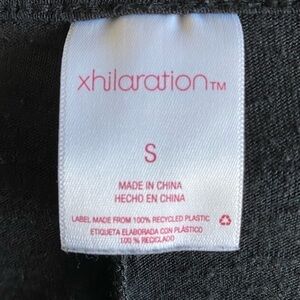 xhilaration™
S
MADE IN CHINA
HECHO EN CHINA
LABEL MADE FROM 100% RECYCLED PLASTIC
ETIQUETA ELABORADA CON PLÁSTICO
100 % RECICLADO